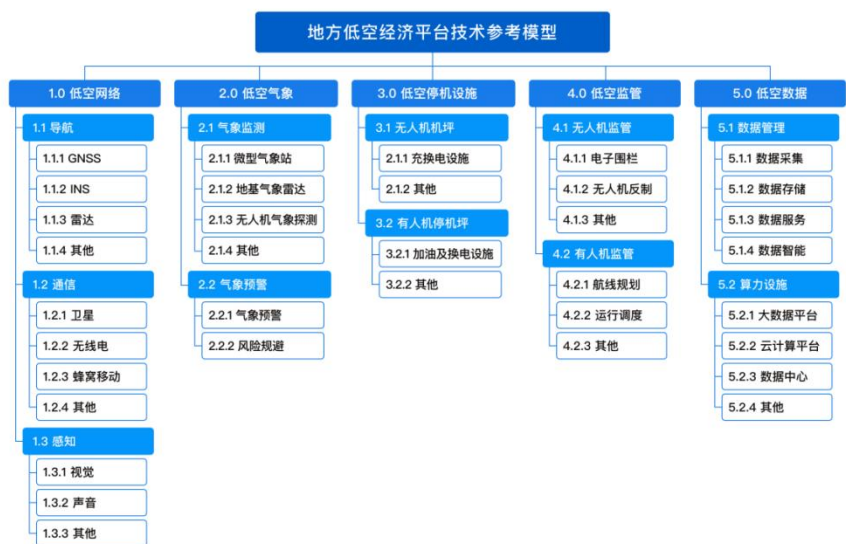 地方低空经济平台技术参考模型
1.0 低空网络
1.1 导航
1.1.1 GNSS
1.1.2 INS
1.1.3 雷达
1.1.4 其他
1.2 通信
1.2.1 卫星
1.2.2 无线电
1.2.3 蜂窝移动
1.2.4 其他
1.3 感知
1.3.1 视觉
1.3.2 声音
1.3.3 其他
2.0 低空气象
2.1 气象监测
2.1.1 微型气象站
2.1.2 地基气象雷达
2.1.3 无人机气象探测
2.1.4 其他
2.2 气象预警
2.2.1 气象预警
2.2.2 风险规避
3.0 低空停机设施
3.1 无人机机坪
2.1.1 充换电设施
2.1.2 其他
3.2 有人机停机坪
3.2.1 加油及换电设施
3.2.2 其他
4.0 低空监管
4.1 无人机监管
4.1.1 电子围栏
4.1.2 无人机反制
4.1.3 其他
4.2 有人机监管
4.2.1 航线规划
4.2.2 运行调度
4.2.3 其他
5.0 低空数据
5.1 数据管理
5.1.1 数据采集
5.1.2 数据存储
5.1.3 数据服务
5.1.4 数据智能
5.2 算力设施
5.2.1 大数据平台
5.2.2 云计算平台
5.2.3 数据中心
5.2.4 其他